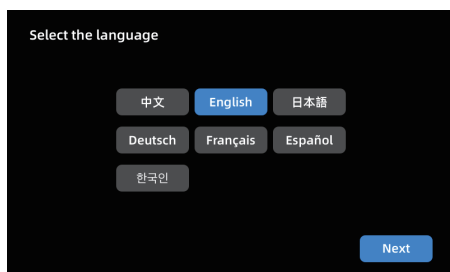 Select the language
中文 English 日本語
Deutsch Français Español
한국인
Next